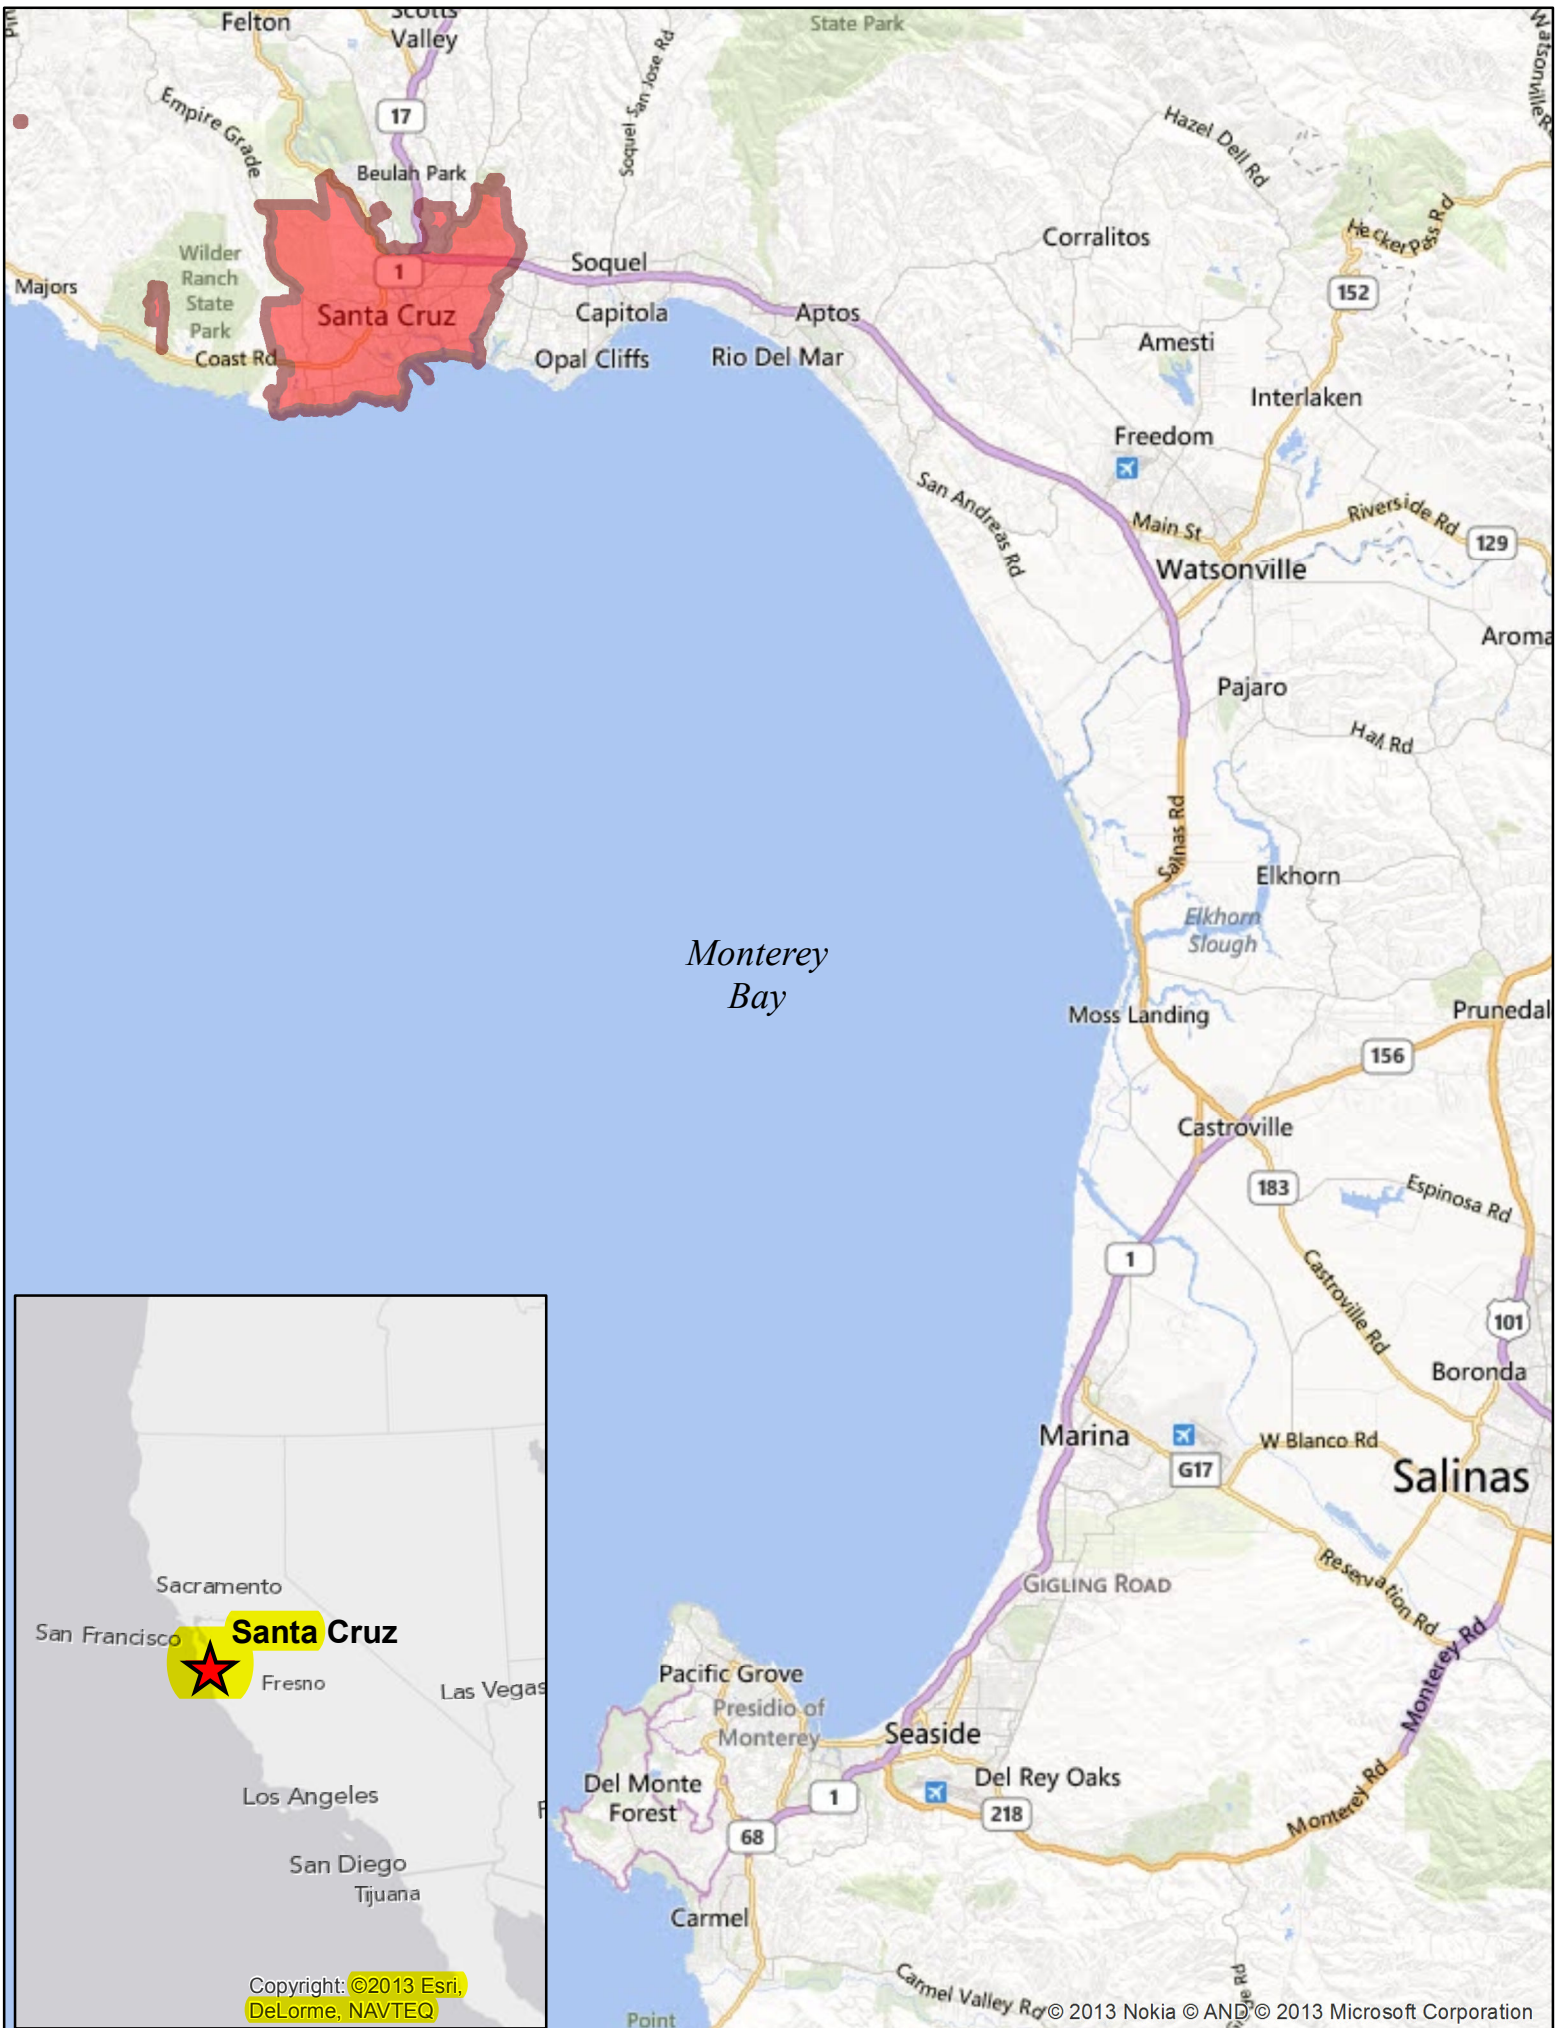 Felton
Scotts
Valley
State Park
Watsonville Rd
17
Empire Grade
Soquel San Jose Rd
Hazel Dell Rd
Beulah Park
Hecker Pass Rd
Corralitos
Wilder
Ranch
State
Park
Soquel
1
Majors
152
Santa Cruz
Capitola
Aptos
Coast Rd
Opal Cliffs
Rio Del Mar
Amesti
Interlaken
Freedom
San Andreas Rd
Main St
Riverside Rd
129
Watsonville
Aroma
Pajaro
Hall Rd
Salinas Rd
Elkhorn
Elkhorn
Slough
Monterey
Bay
Moss Landing
Prunedal
156
Castroville
183
Espinosa Rd
1
Castroville Rd
101
Boronda
Marina
W Blanco Rd
G17
Salinas
Reservation Rd
GIGLING ROAD
Monterey Rd
Pacific Grove
Presidio of
Monterey
Seaside
Del Monte
Forest
Del Rey Oaks
1
218
68
Monterey Rd
Carmel
Carmel Valley Rd
Point
© 2013 Nokia © AND © 2013 Microsoft Corporation
Sacramento
San Francisco
Santa Cruz
Fresno
Las Vegas
Los Angeles
San Diego
Tijuana
Copyright: ©2013 Esri,
DeLorme, NAVTEQ